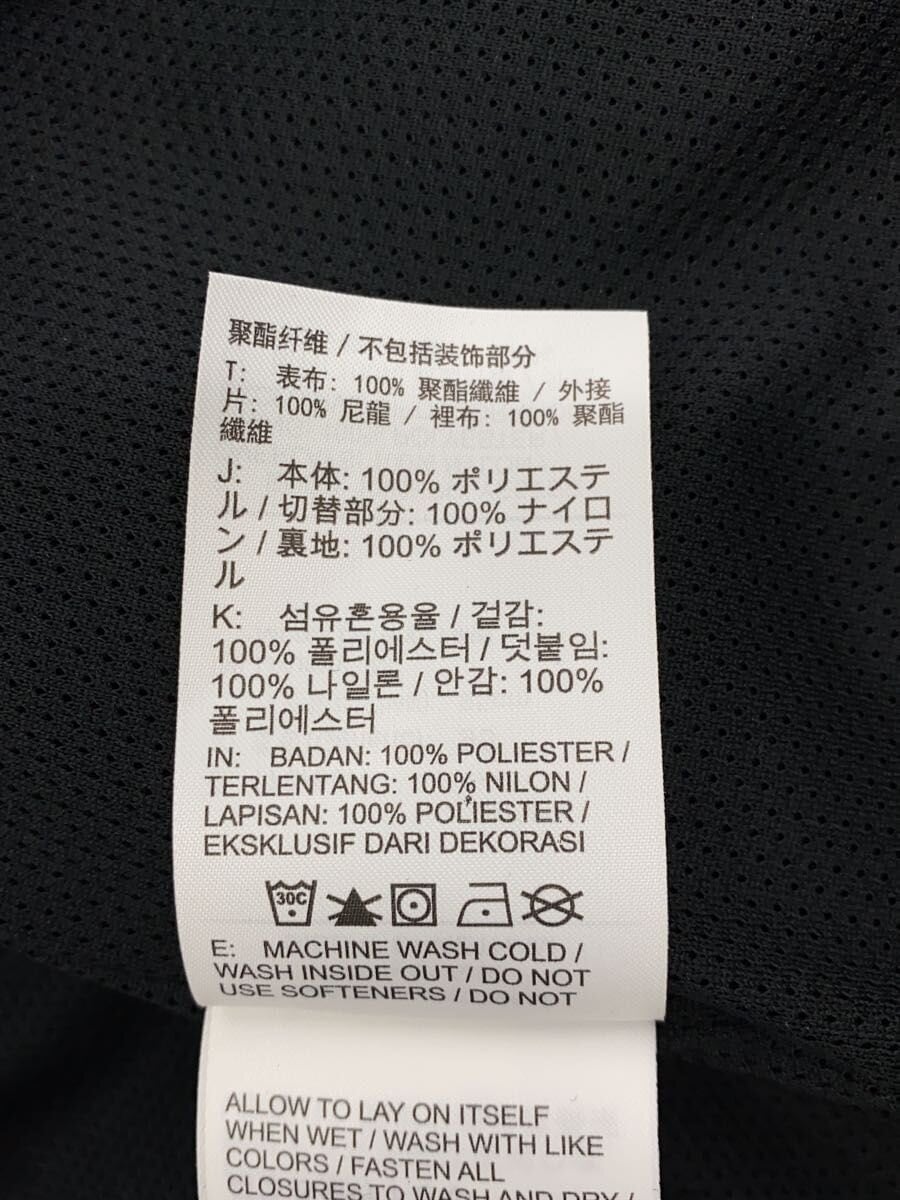 聚酯纤维 / 不包括装饰部分
T: 表布: 100% 聚酯纖維 / 外接
片: 100% 尼龍 / 裡布: 100% 聚酯
纖維
J: 本体: 100% ポリエステ
ル / 切替部分: 100% ナイロ
ン / 裏地: 100% ポリエステ
ル
K: 섬유혼용율 / 겉감:
100% 폴리에스터 / 덧붙임:
100% 나일론 / 안감: 100%
폴리에스터
IN: BADAN: 100% POLIESTER /
TERLENTANG: 100% NILON /
LAPISAN: 100% POLIESTER /
EKSKLUSIF DARI DEKORASI
30C
E: MACHINE WASH COLD /
WASH INSIDE OUT / DO NOT
USE SOFTENERS / DO NOT
ALLOW TO LAY ON ITSELF
WHEN WET / WASH WITH LIKE
COLORS / FASTEN ALL
CLOSURES TO WASH AND DRY /